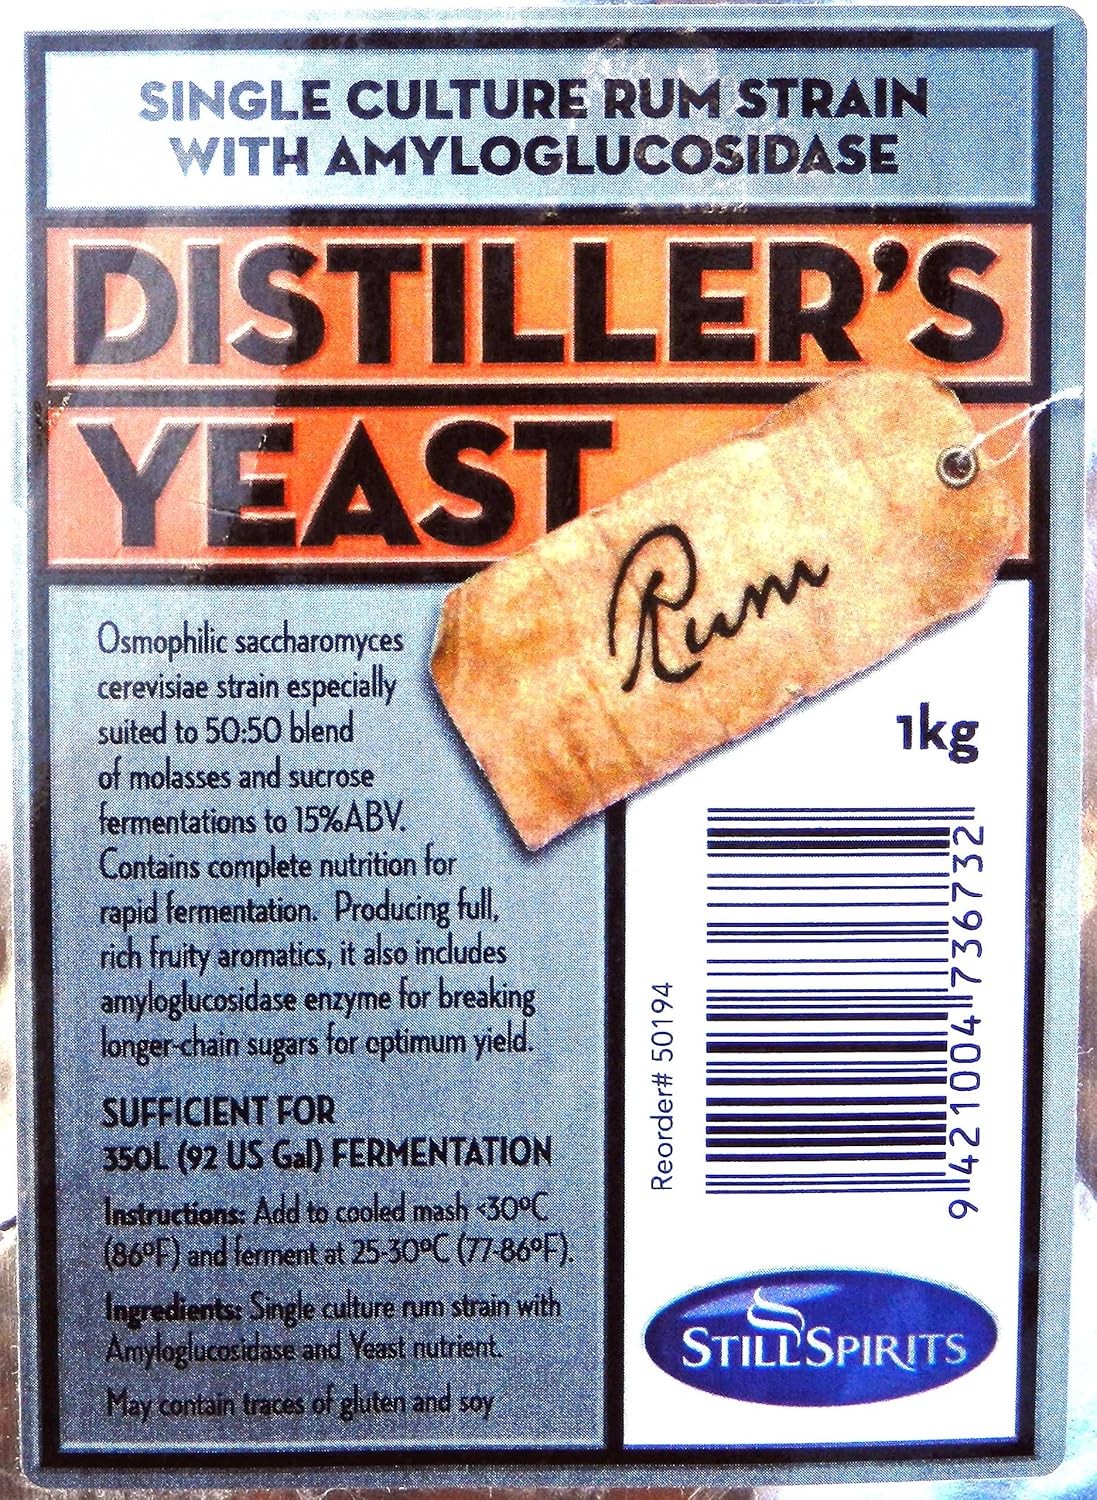 SINGLE CULTURE RUM STRAIN
WITH AMYLOGLUCOSIDASE
DISTILLER'S
YEAST
Rum
Osmophilic saccharomyces
cerevisiae strain especially
suited to 50:50 blend
of molasses and sucrose
fermentations to 15%ABV.
Contains complete nutrition for
rapid fermentation. Producing full,
rich fruity aromatics, it also includes
amyloglucosidase enzyme for breaking
longer-chain sugars for optimum yield.
SUFFICIENT FOR
350L (92 US Gal) FERMENTATION
Instructions: Add to cooled mash <30ºC
(86ºF) and ferment at 25-30ºC (77-86ºF).
Ingredients: Single culture rum strain with
Amyloglucosidase and Yeast nutrient.
May contain traces of gluten and soy
1kg
Reorder# 50194
9 421004 736732
STILL SPIRITS